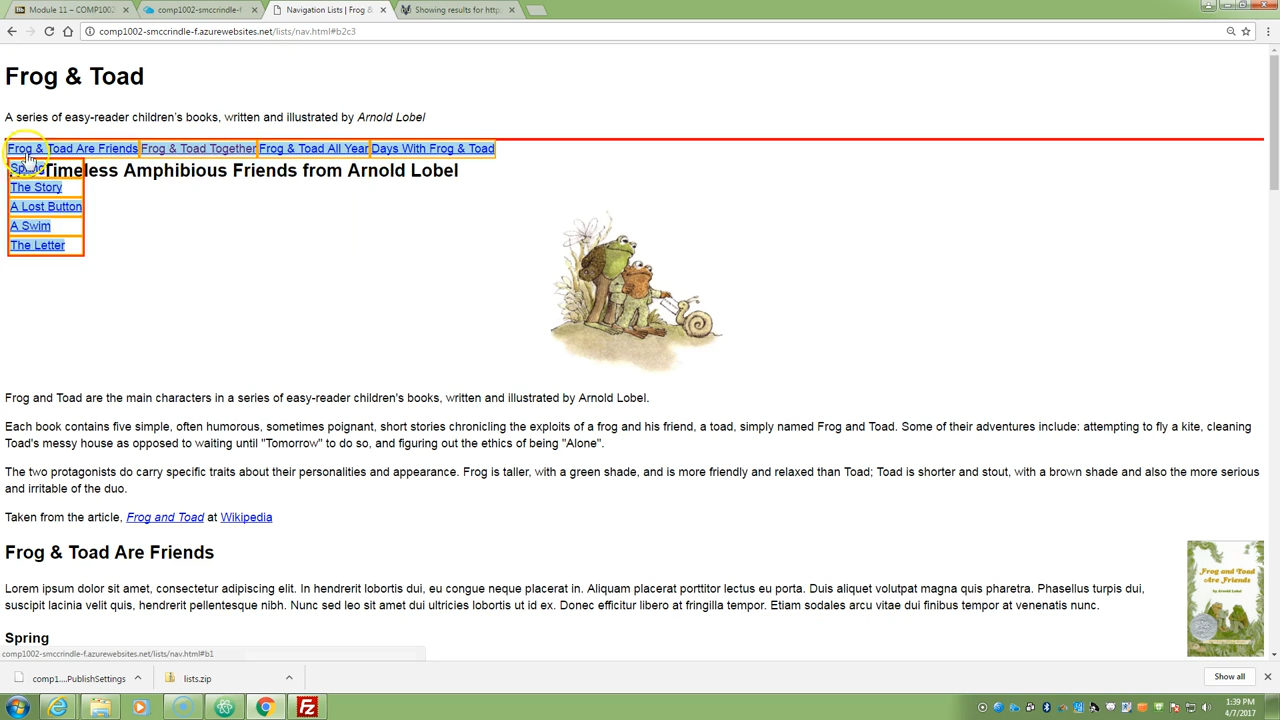 Module 11 – COMP1002
comp1002-smccrindle-f
Navigation Lists | Frog &
Showing results for http
comp1002-smccrindle-f.azurewebsites.net/lists/nav.html#b2c3
Frog & Toad
A series of easy-reader children's books, written and illustrated by Arnold Lobel
Frog & Toad Are Friends Frog & Toad Together Frog & Toad All Year Days With Frog & Toad
Timeless Amphibious Friends from Arnold Lobel
The Story
A Lost Button
A Swim
The Letter
Frog and Toad are the main characters in a series of easy-reader children's books, written and illustrated by Arnold Lobel.
Each book contains five simple, often humorous, sometimes poignant, short stories chronicling the exploits of a frog and his friend, a toad, simply named Frog and Toad. Some of their adventures include: attempting to fly a kite, cleaning
Toad's messy house as opposed to waiting until "Tomorrow" to do so, and figuring out the ethics of being "Alone".
The two protagonists do carry specific traits about their personalities and appearance. Frog is taller, with a green shade, and is more friendly and relaxed than Toad; Toad is shorter and stout, with a brown shade and also the more serious
and irritable of the duo.
Taken from the article, Frog and Toad at Wikipedia
Frog & Toad Are Friends
Lorem ipsum dolor sit amet, consectetur adipiscing elit. In hendrerit lobortis dui, eu congue neque placerat in. Aliquam placerat porttitor lectus eu porta. Duis aliquet volutpat magna quis pharetra. Phasellus turpis dui,
suscipit lacinia velit quis, hendrerit pellentesque nibh. Nunc sed leo sit amet dui ultricies lobortis ut id ex. Donec efficitur libero at fringilla tempor. Etiam sodales arcu vitae dui finibus tempor at venenatis nunc.
Frog and Toad
Are Friends
by Arnold Lobel
Spring
comp1002-smccrindle-f.azurewebsites.net/lists/nav.html#b1
comp1....PublishSettings
lists.zip
Show all
1:39 PM
4/7/2017